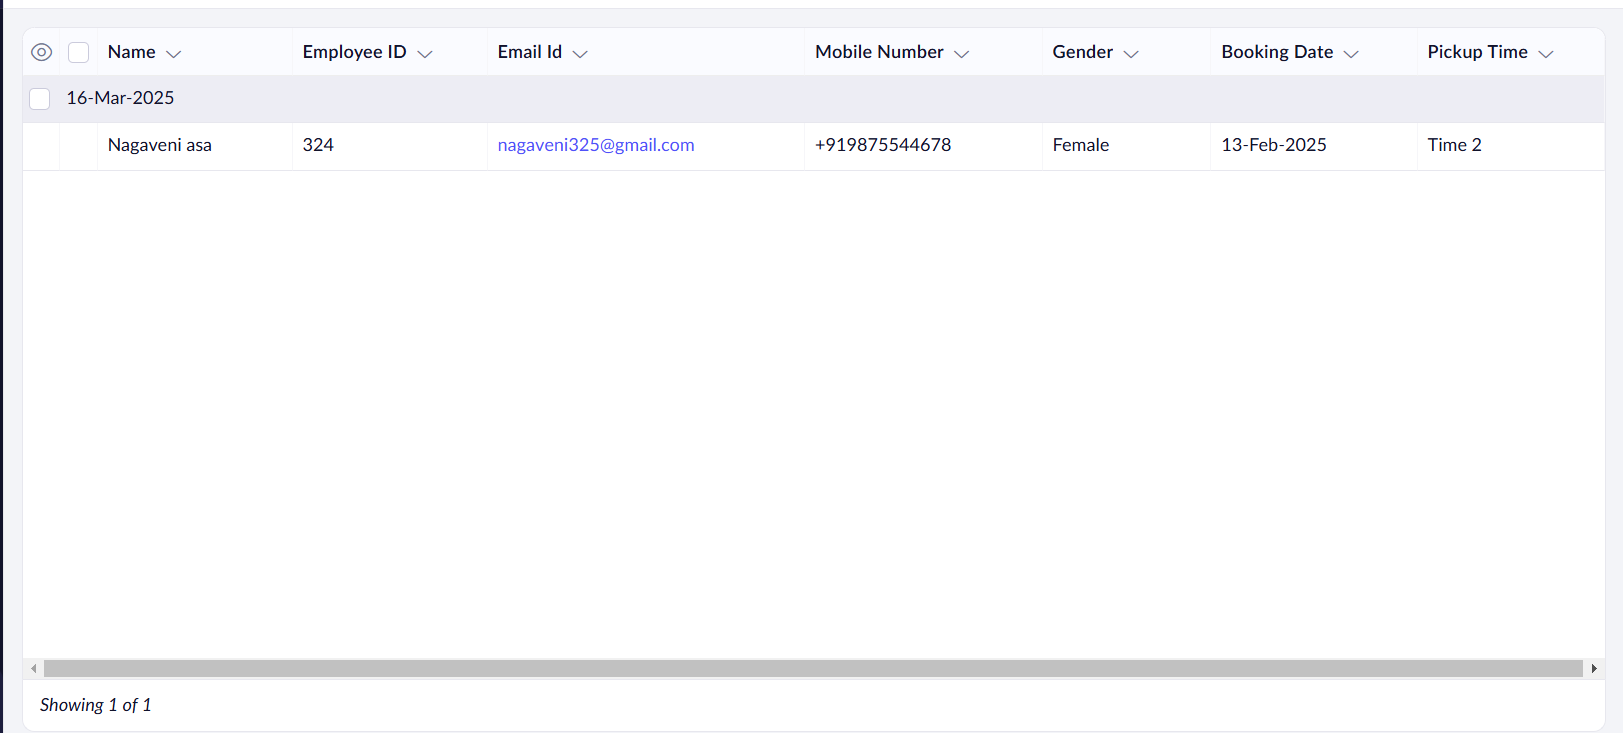 Name Employee ID Email Id Mobile Number Gender Booking Date Pickup Time
16-Mar-2025
Nagaveni asa 324 nagaveni325@gmail.com +919875544678 Female 13-Feb-2025 Time 2
Showing 1 of 1